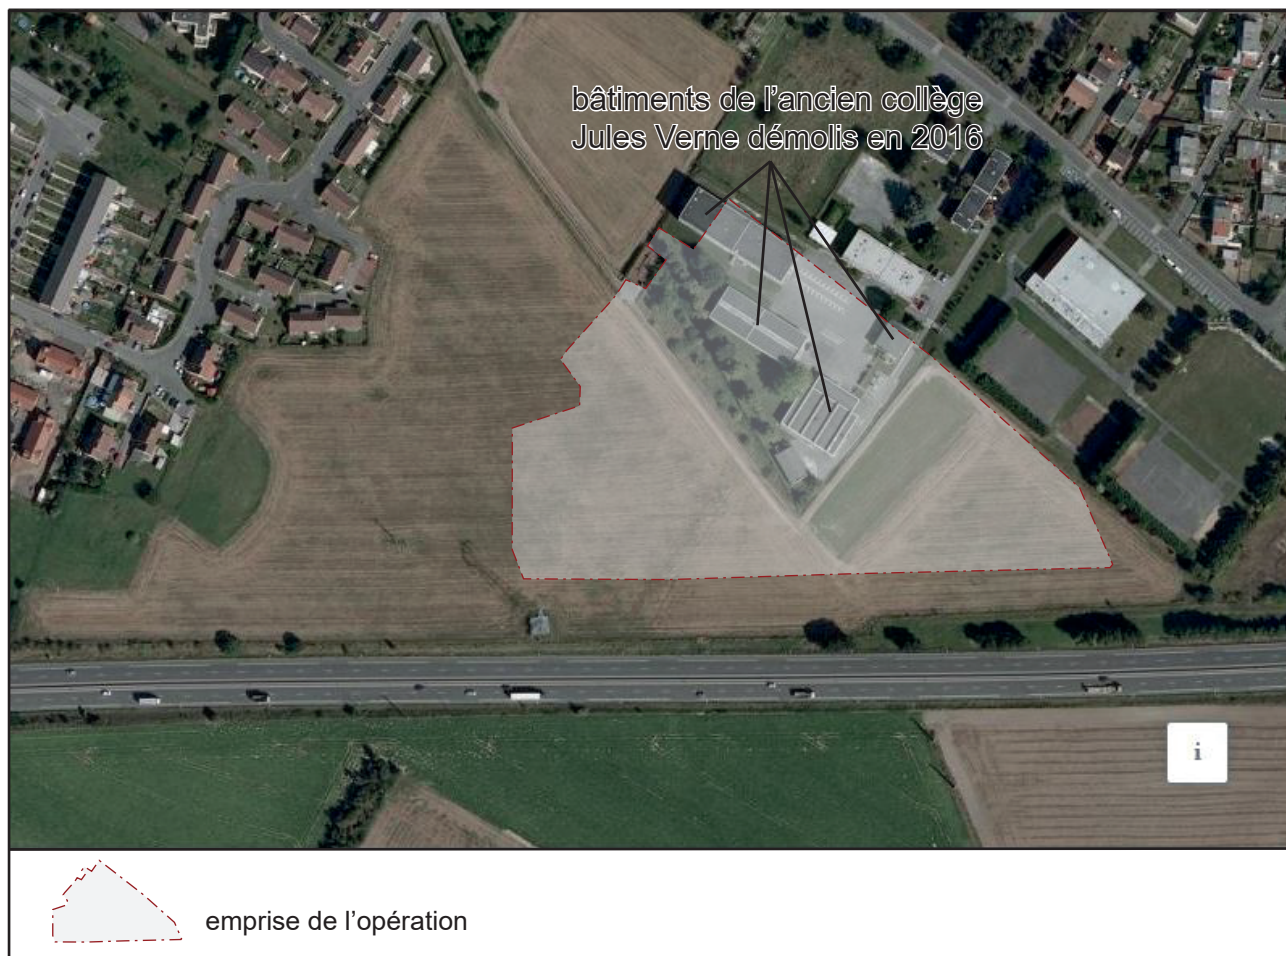 bâtiments de l'ancien collège
Jules Verne démolis en 2016
i
emprise de l'opération